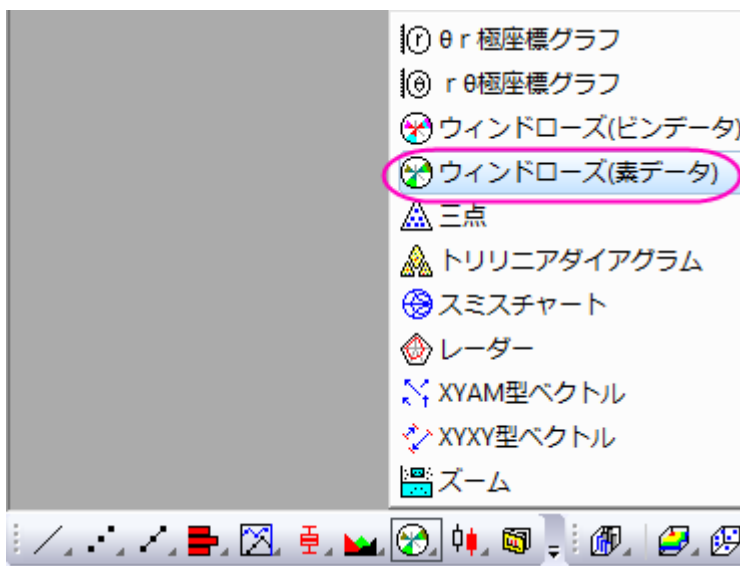 θ r 極座標グラフ
r θ極座標グラフ
ウィンドローズ(ビンデータ)
ウィンドローズ(素データ)
三点
トリリニアダイアグラム
スミスチャート
レーダー
XYAM型ベクトル
XYXY型ベクトル
ズーム